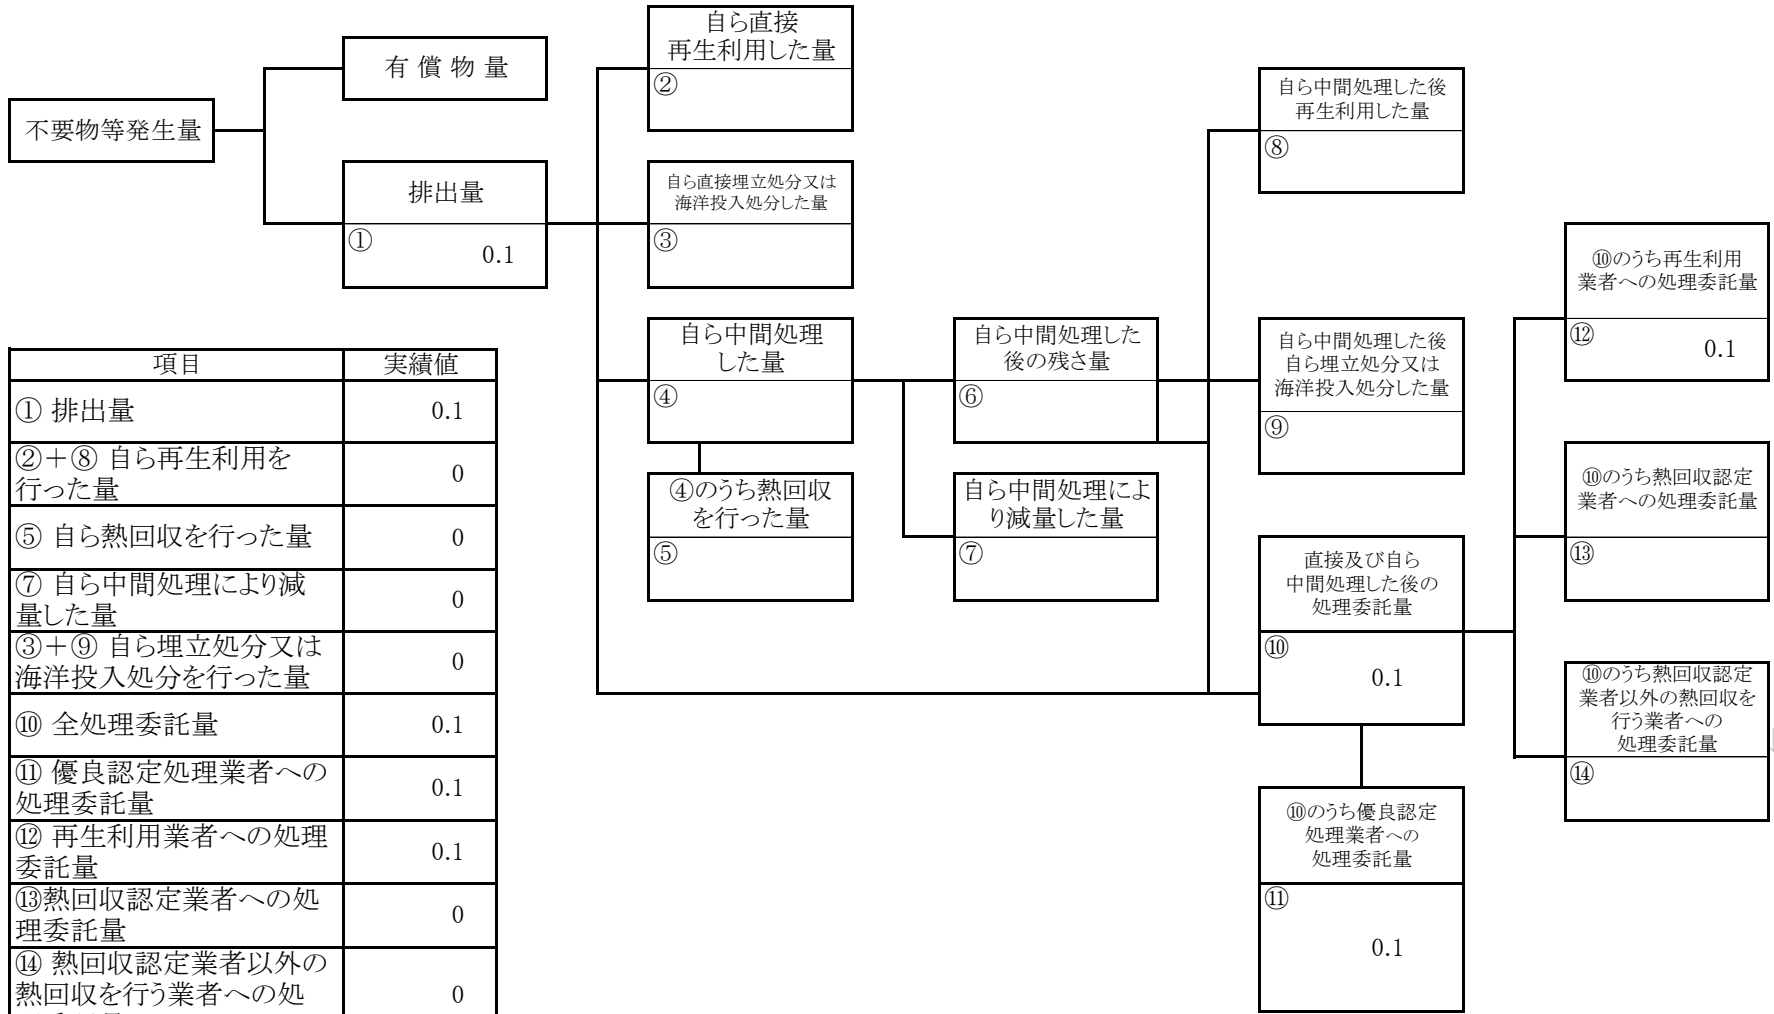 不要物等発生量
有 償 物 量
排出量
①
0.1
自ら直接
再生利用した量
②
自ら直接埋立処分又は
海洋投入処分した量
③
自ら中間処理
した量
④
④のうち熱回収
を行った量
⑤
自ら中間処理した
後の残さ量
⑥
自ら中間処理によ
り減量した量
⑦
自ら中間処理した後
再生利用した量
⑧
自ら中間処理した後
自ら埋立処分又は
海洋投入処分した量
⑨
直接及び自ら
中間処理した後の
処理委託量
⑩
0.1
⑩のうち優良認定
処理業者への
処理委託量
⑪
0.1
⑩のうち再生利用
業者への処理委託量
⑫
0.1
⑩のうち熱回収認定
業者への処理委託量
⑬
⑩のうち熱回収認定
業者以外の熱回収を
行う業者への
処理委託量
⑭
項目 実績値
① 排出量 0.1
②＋⑧ 自ら再生利用を
行った量 0
⑤ 自ら熱回収を行った量 0
⑦ 自ら中間処理により減
量した量 0
③＋⑨ 自ら埋立処分又は
海洋投入処分を行った量 0
⑩ 全処理委託量 0.1
⑪ 優良認定処理業者への
処理委託量 0.1
⑫ 再生利用業者への処理
委託量 0.1
⑬熱回収認定業者への処
理委託量 0
⑭ 熱回収認定業者以外の
熱回収を行う業者への処 0